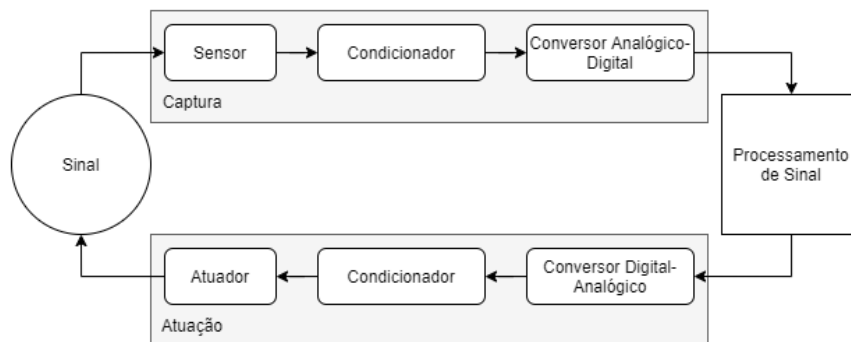 Sensor
Condicionador
Conversor Analógico-
Digital
Captura
Sinal
Processamento
de Sinal
Atuador
Condicionador
Conversor Digital-
Analógico
Atuação